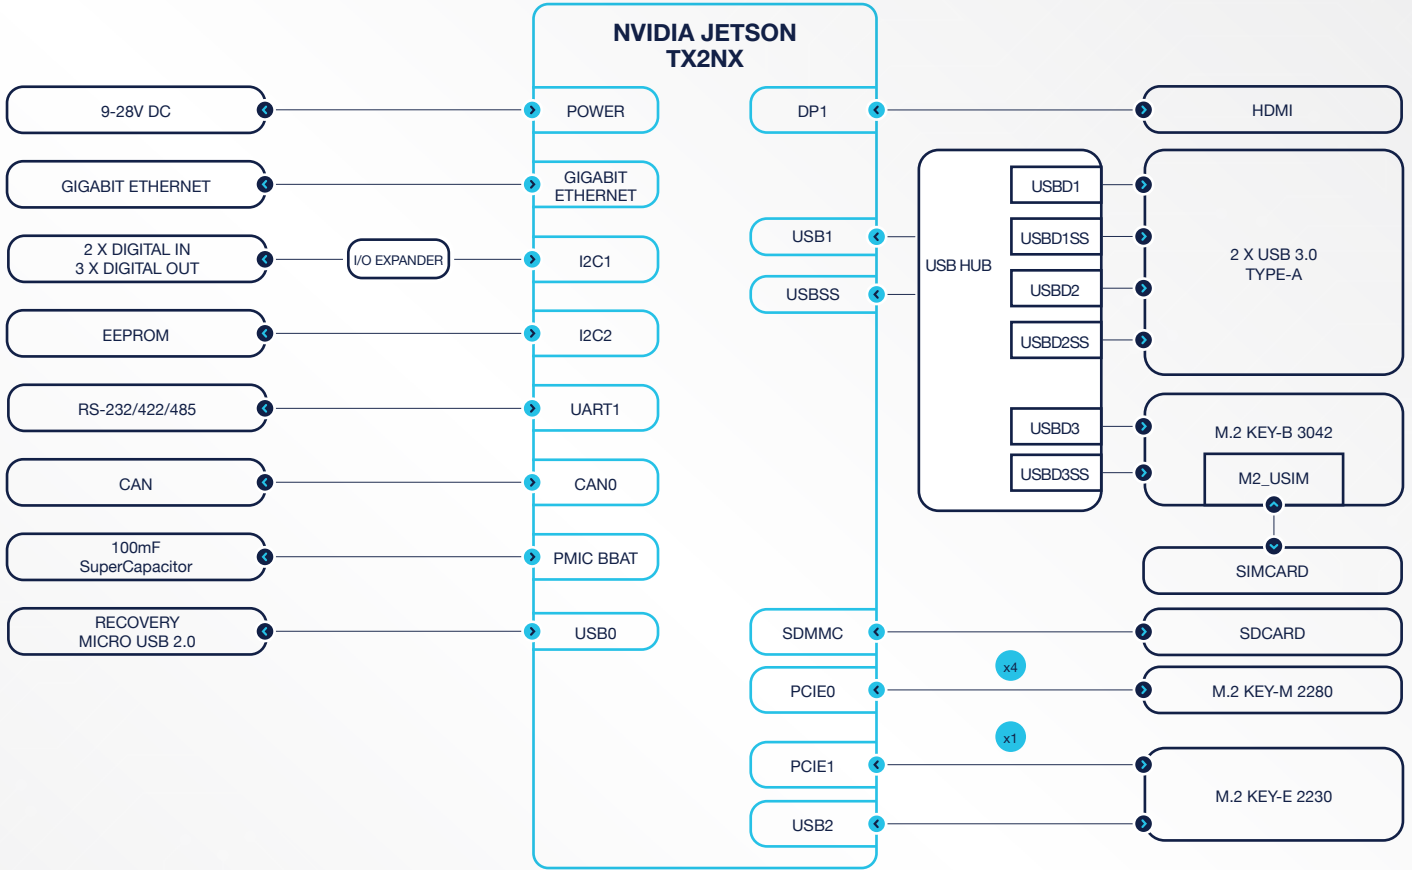 NVIDIA JETSON
TX2NX
9-28V DC
POWER
GIGABIT ETHERNET
GIGABIT
ETHERNET
2 X DIGITAL IN
3 X DIGITAL OUT
I/O EXPANDER
I2C1
EEPROM
I2C2
RS-232/422/485
UART1
CAN
CAN0
100mF
SuperCapacitor
PMIC BBAT
RECOVERY
MICRO USB 2.0
USB0
DP1
HDMI
USB1
USBSS
USB HUB
USBD1
USBD1SS
USBD2
USBD2SS
USBD3
USBD3SS
2 X USB 3.0
TYPE-A
M.2 KEY-B 3042
M2_USIM
SIMCARD
SDMMC
SDCARD
x4
PCIE0
M.2 KEY-M 2280
x1
PCIE1
USB2
M.2 KEY-E 2230